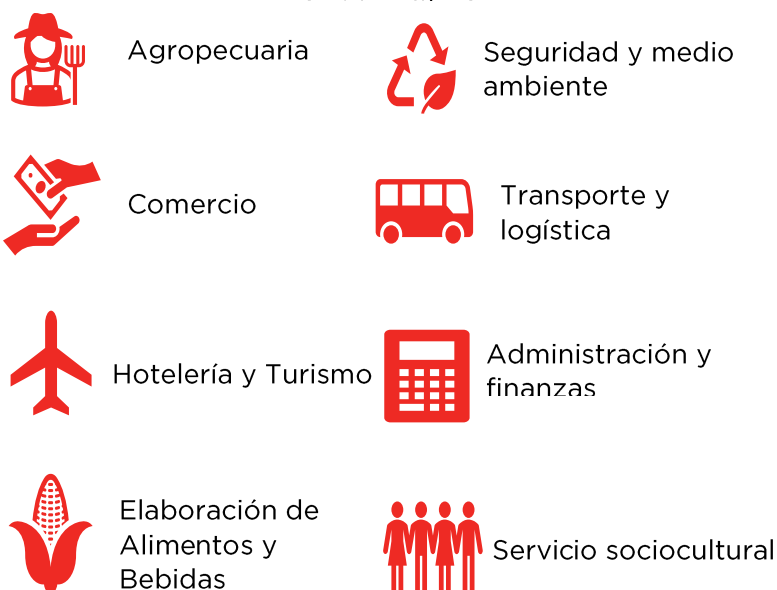 Agropecuaria
Seguridad y medio
ambiente
Comercio
Transporte y
logística
Hotelería y Turismo
Administración y
finanzas
Elaboración de
Alimentos y
Bebidas
Servicio sociocultural